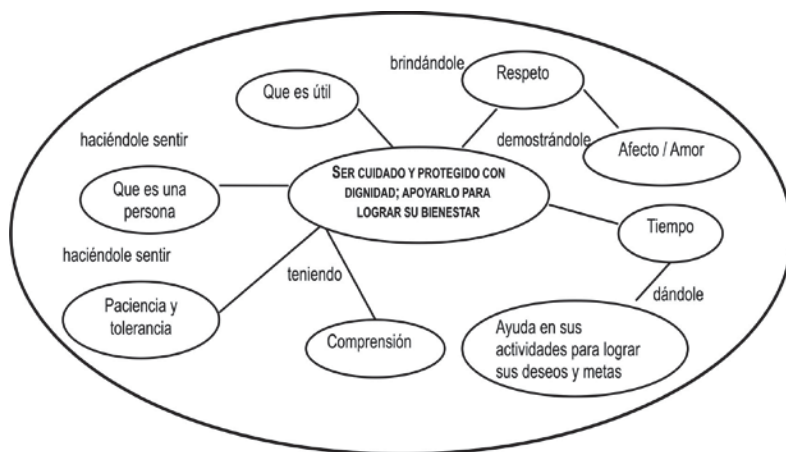 brindándole
Respeto
Que es útil
haciéndole sentir
demostrándole
Afecto / Amor
SER CUIDADO Y PROTEGIDO CON
DIGNIDAD; APOYARLO PARA
LOGRAR SU BIENESTAR
Que es una
persona
Tiempo
haciéndole sentir
teniendo
dándole
Paciencia y
tolerancia
Comprensión
Ayuda en sus
actividades para lograr
sus deseos y metas